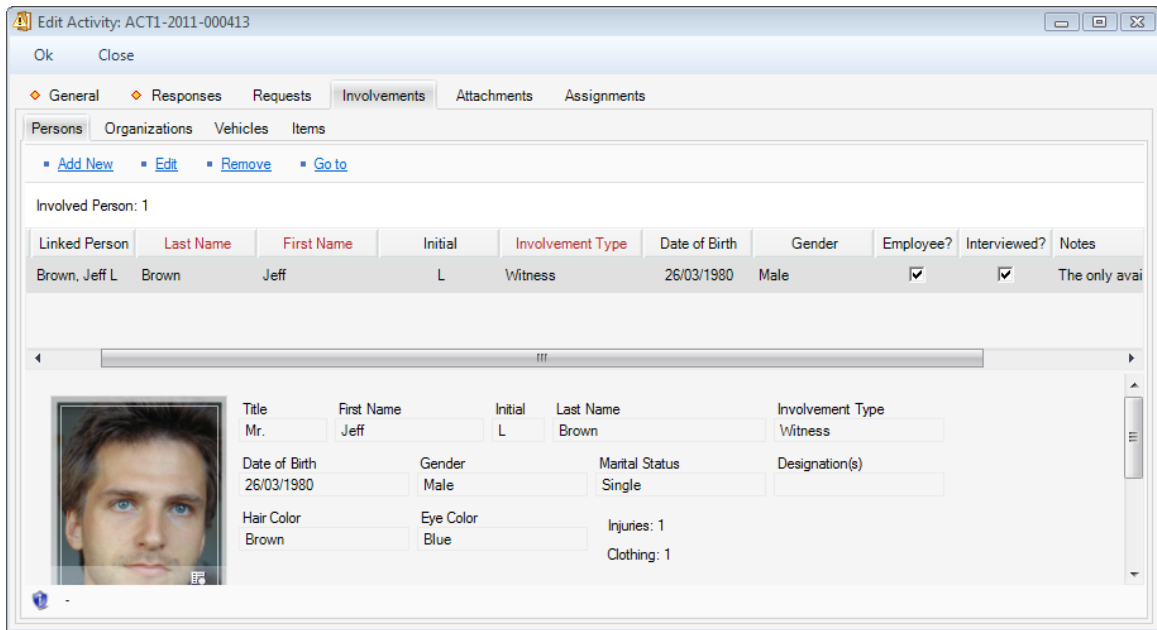 Edit Activity: ACT1-2011-000413
Ok Close
General Responses Requests Involvements Attachments Assignments
Persons Organizations Vehicles Items
Add New Edit Remove Go to
Involved Person: 1
Linked Person Last Name First Name Initial Involvement Type Date of Birth Gender Employee? Interviewed? Notes
Brown, Jeff L Brown Jeff L Witness 26/03/1980 Male The only avai
Title First Name Initial Last Name Involvement Type
Mr. Jeff L Brown Witness
Date of Birth Gender Marital Status Designation(s)
26/03/1980 Male Single
Hair Color Eye Color
Brown Blue
Injuries: 1
Clothing: 1
-